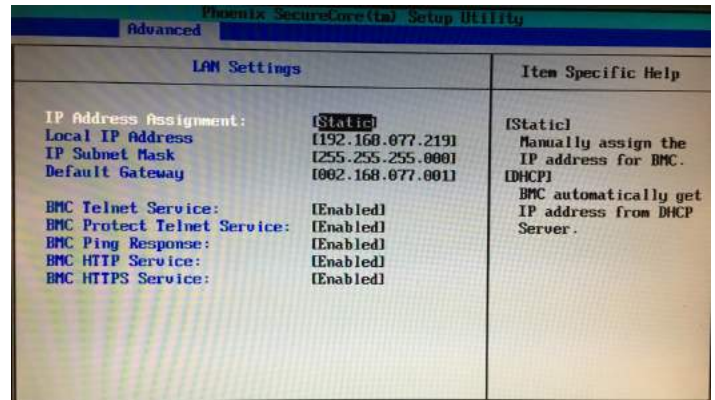 Phoenix SecureCore(tm) Setup Utility
Advanced
LAN Settings
Item Specific Help
IP Address Assignment: [Static]
Local IP Address [192.168.077.219]
IP Subnet Mask [255.255.255.000]
Default Gateway [002.168.077.001]
BMC Telnet Service: [Enabled]
BMC Protect Telnet Service: [Enabled]
BMC Ping Response: [Enabled]
BMC HTTP Service: [Enabled]
BMC HTTPS Service: [Enabled]
[Static]
Manually assign the
IP address for BMC.
[DHCP]
BMC automatically get
IP address from DHCP
Server.